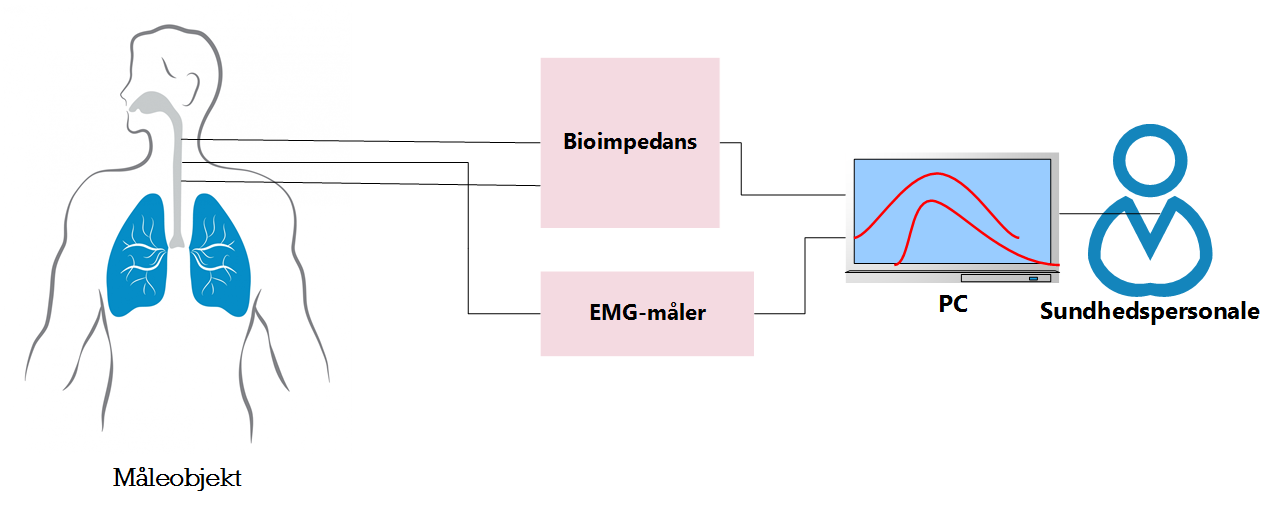 Bioimpedans
EMG-måler
PC
Sundhedspersonale
Måleobjekt